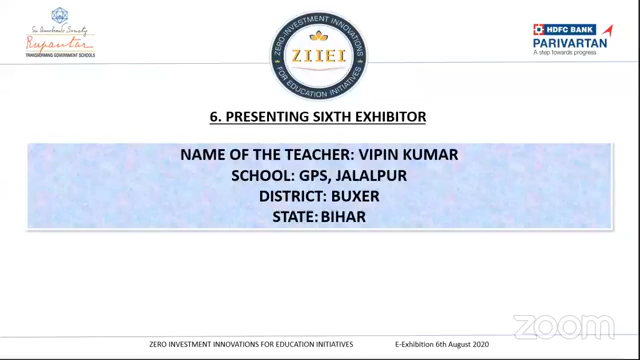 Sri Aurobindo Society
Rupantar
TRANSFORMING GOVERNMENT SCHOOLS
ZERO-INVESTMENT INNOVATIONS
ZIIEI
FOR EDUCATION INITIATIVES
HDFC BANK
PARIVARTAN
A step towards progress
6. PRESENTING SIXTH EXHIBITOR
NAME OF THE TEACHER: VIPIN KUMAR
SCHOOL: GPS, JALALPUR
DISTRICT: BUXER
STATE: BIHAR
zoom
ZERO INVESTMENT INNOVATIONS FOR EDUCATION INITIATIVES E-Exhibition 6th August 2020